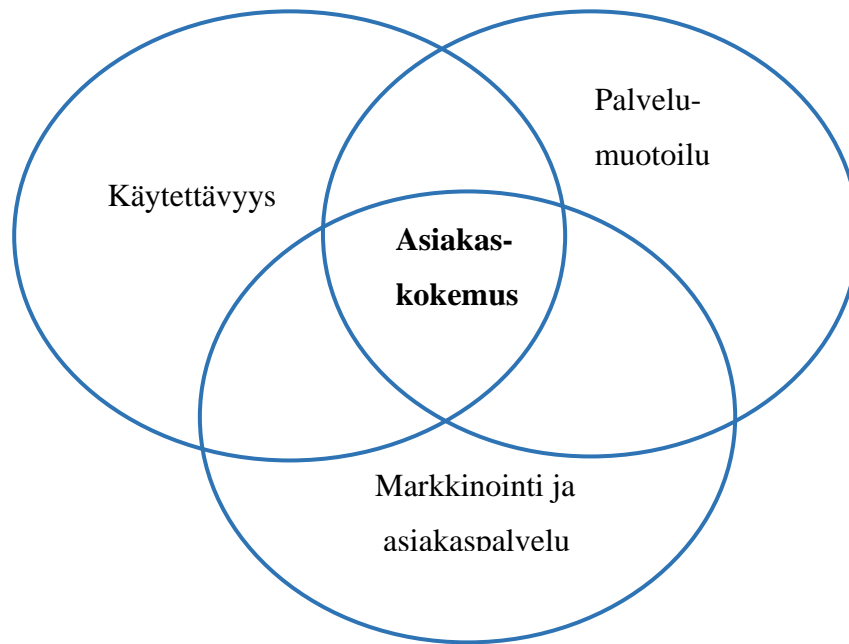 Palvelu-
muotoilu
Käytettävyys
Asiakas-
kokemus
Markkinointi ja
asiakaspalvelu